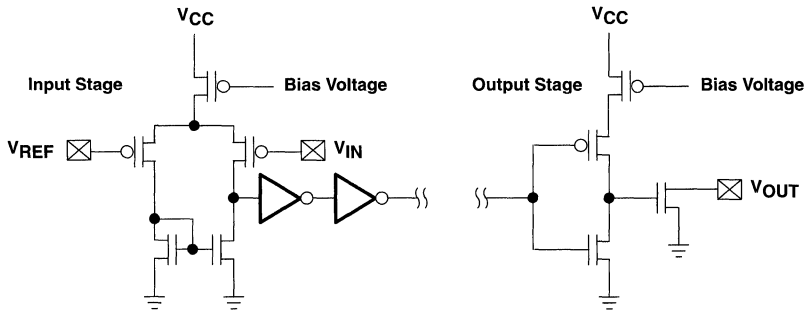 VCC
Input Stage
Bias Voltage
VREF
VIN
VCC
Output Stage
Bias Voltage
VOUT